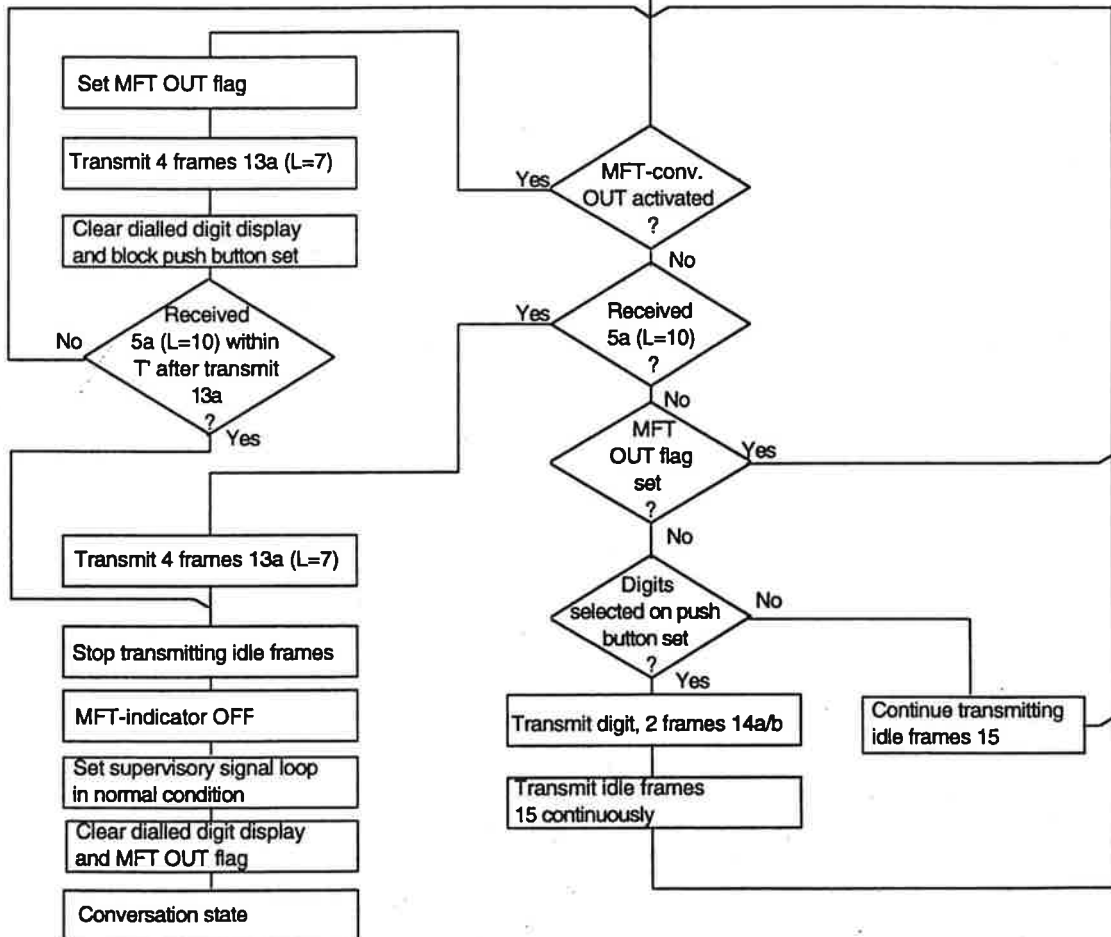 Set MFT OUT flag
Transmit 4 frames 13a (L=7)
Clear dialled digit display
and block push button set
Received
5a (L=10) within
T' after transmit
13a
?
No
Yes
Transmit 4 frames 13a (L=7)
Stop transmitting idle frames
MFT-indicator OFF
Set supervisory signal loop
in normal condition
Clear dialled digit display
and MFT OUT flag
Conversation state
MFT-conv.
OUT activated
?
Yes
No
Received
5a (L=10)
?
Yes
No
MFT
OUT flag
set
?
Yes
No
Digits
selected on push
button set
?
No
Yes
Transmit digit, 2 frames 14a/b
Transmit idle frames
15 continuously
Continue transmitting
idle frames 15